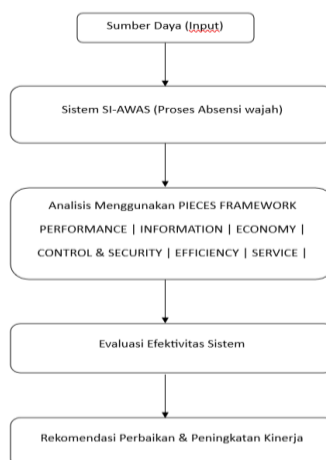 Sumber Daya (Input)
Sistem SI-AWAS (Proses Absensi wajah)
Analisis Menggunakan PIECES FRAMEWORK
PERFORMANCE | INFORMATION | ECONOMY |
CONTROL & SECURITY | EFFICIENCY | SERVICE |
Evaluasi Efektivitas Sistem
Rekomendasi Perbaikan & Peningkatan Kinerja